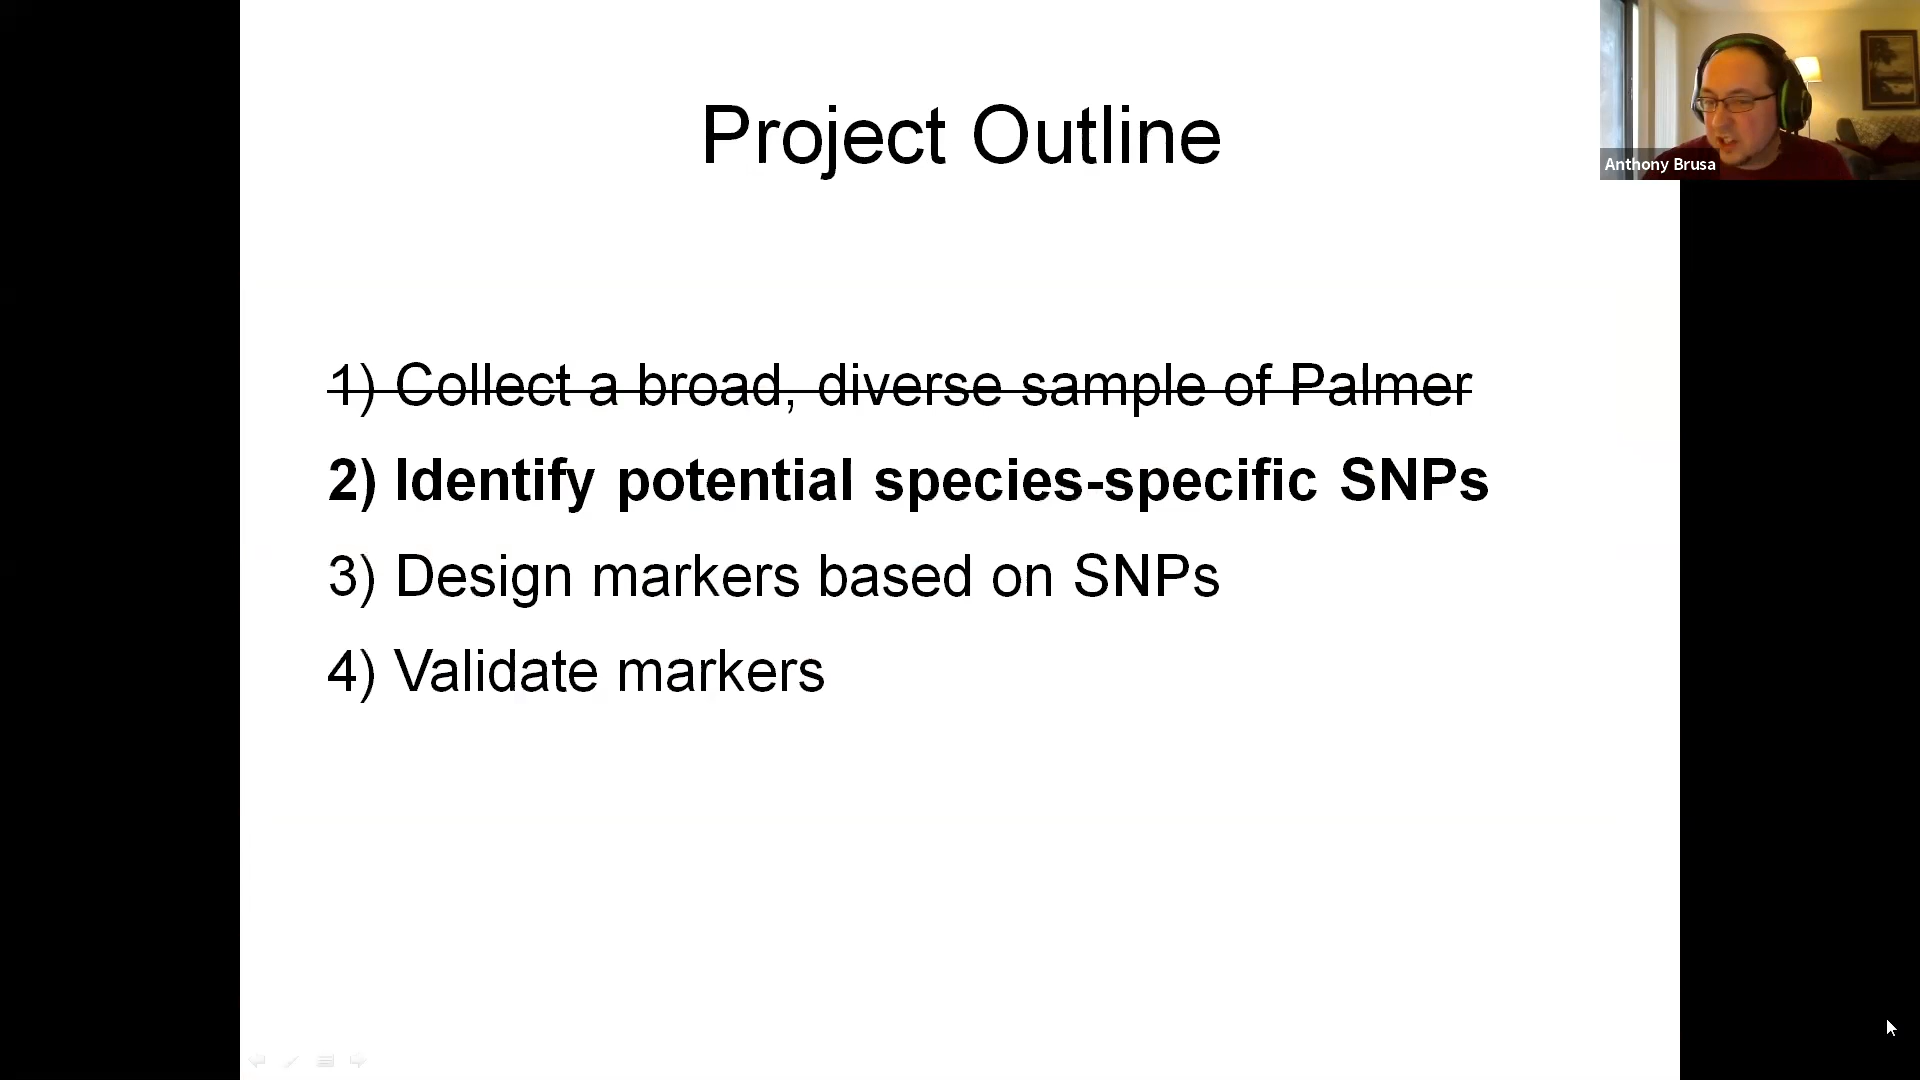 Project Outline
Anthony Brusa
1) Collect a broad, diverse sample of Palmer
2) Identify potential species-specific SNPs
3) Design markers based on SNPs
4) Validate markers